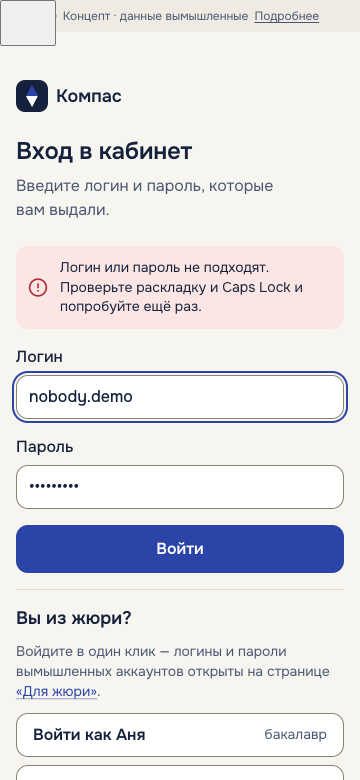 Концепт · данные вымышленные Подробнее
Компас
Вход в кабинет
Введите логин и пароль, которые
вам выдали.
Логин или пароль не подходят.
Проверьте раскладку и Caps Lock и
попробуйте ещё раз.
Логин
nobody.demo
Пароль
•••••••••
Войти
Вы из жюри?
Войдите в один клик — логины и пароли
вымышленных аккаунтов открыты на странице
«Для жюри».
Войти как Аня бакалавр